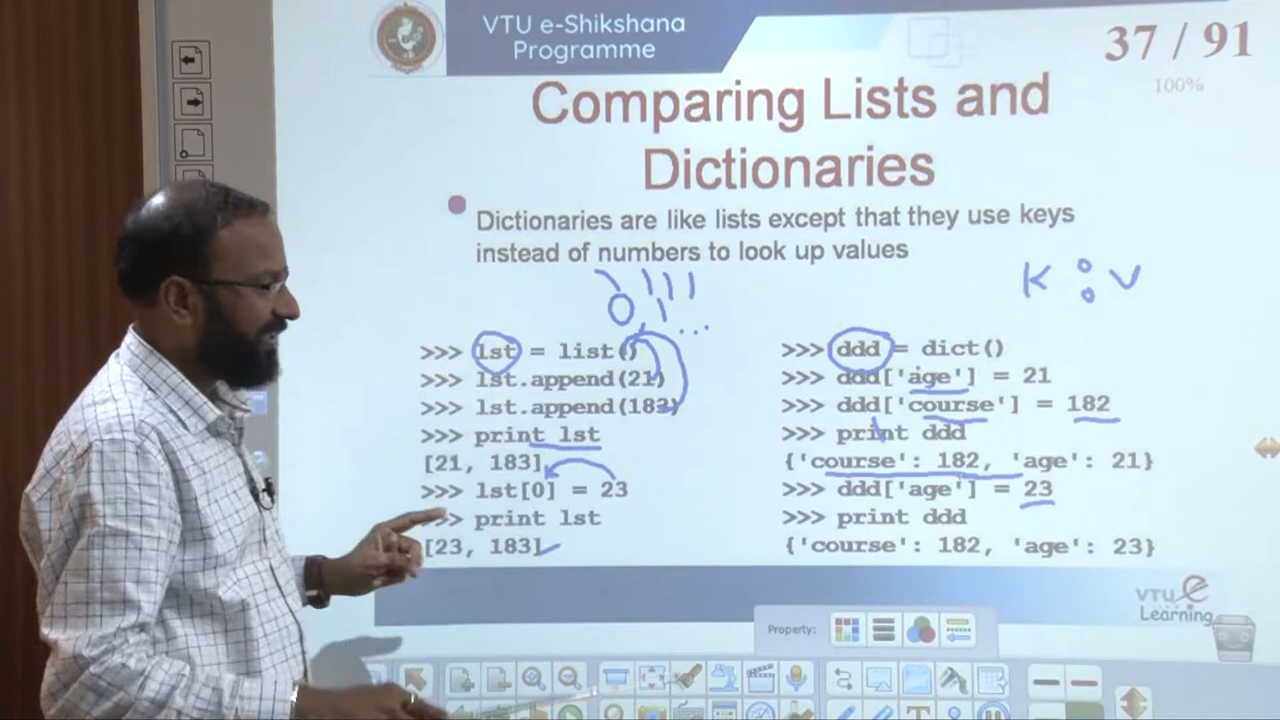 VTU e-Shikshana
Programme
37 / 91
100%
Comparing Lists and
Dictionaries
Dictionaries are like lists except that they use keys
instead of numbers to look up values
K : V
0, 1, ...
>>> lst = list()
>>> lst.append(21)
>>> lst.append(183)
>>> print lst
[21, 183]
>>> lst[0] = 23
>>> print lst
[23, 183]
>>> ddd = dict()
>>> ddd['age'] = 21
>>> ddd['course'] = 182
>>> print ddd
{'course': 182, 'age': 21}
>>> ddd['age'] = 23
>>> print ddd
{'course': 182, 'age': 23}
VTU e
Learning
Property: